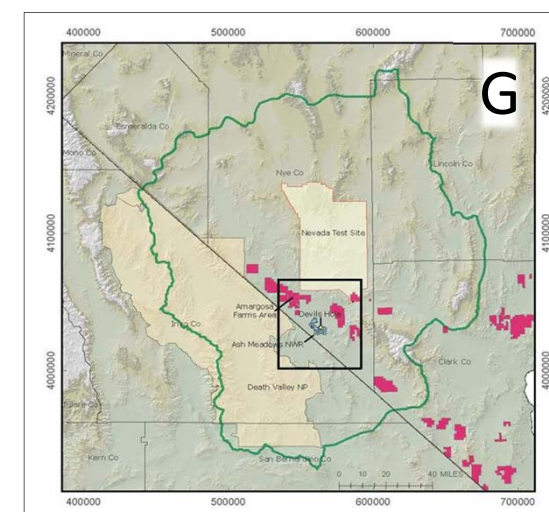 400000 500000 600000 700000
G
4200000
4200000
Mineral Co
Esmeralda Co
Mono Co
Lincoln Co
Nye Co
4100000
4100000
Nevada Test Site
Amargosa
Farms Area
Devils Hole
Inyo Co
Ash Meadows NWR
Clark Co
4000000
4000000
Death Valley NP
Tulare Co
Kern Co
San Bernardino Co
0 10 20 40 MILES
400000 500000 600000 700000